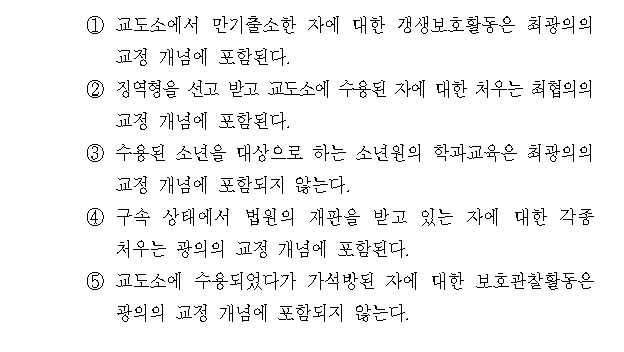 ① 교도소에서 만기출소한 자에 대한 갱생보호활동은 최광의의
교정 개념에 포함된다.
② 징역형을 선고 받고 교도소에 수용된 자에 대한 처우는 최협의의
교정 개념에 포함된다.
③ 수용된 소년을 대상으로 하는 소년원의 학과교육은 최광의의
교정 개념에 포함되지 않는다.
④ 구속 상태에서 법원의 재판을 받고 있는 자에 대한 각종
처우는 광의의 교정 개념에 포함된다.
⑤ 교도소에 수용되었다가 가석방된 자에 대한 보호관찰활동은
광의의 교정 개념에 포함되지 않는다.